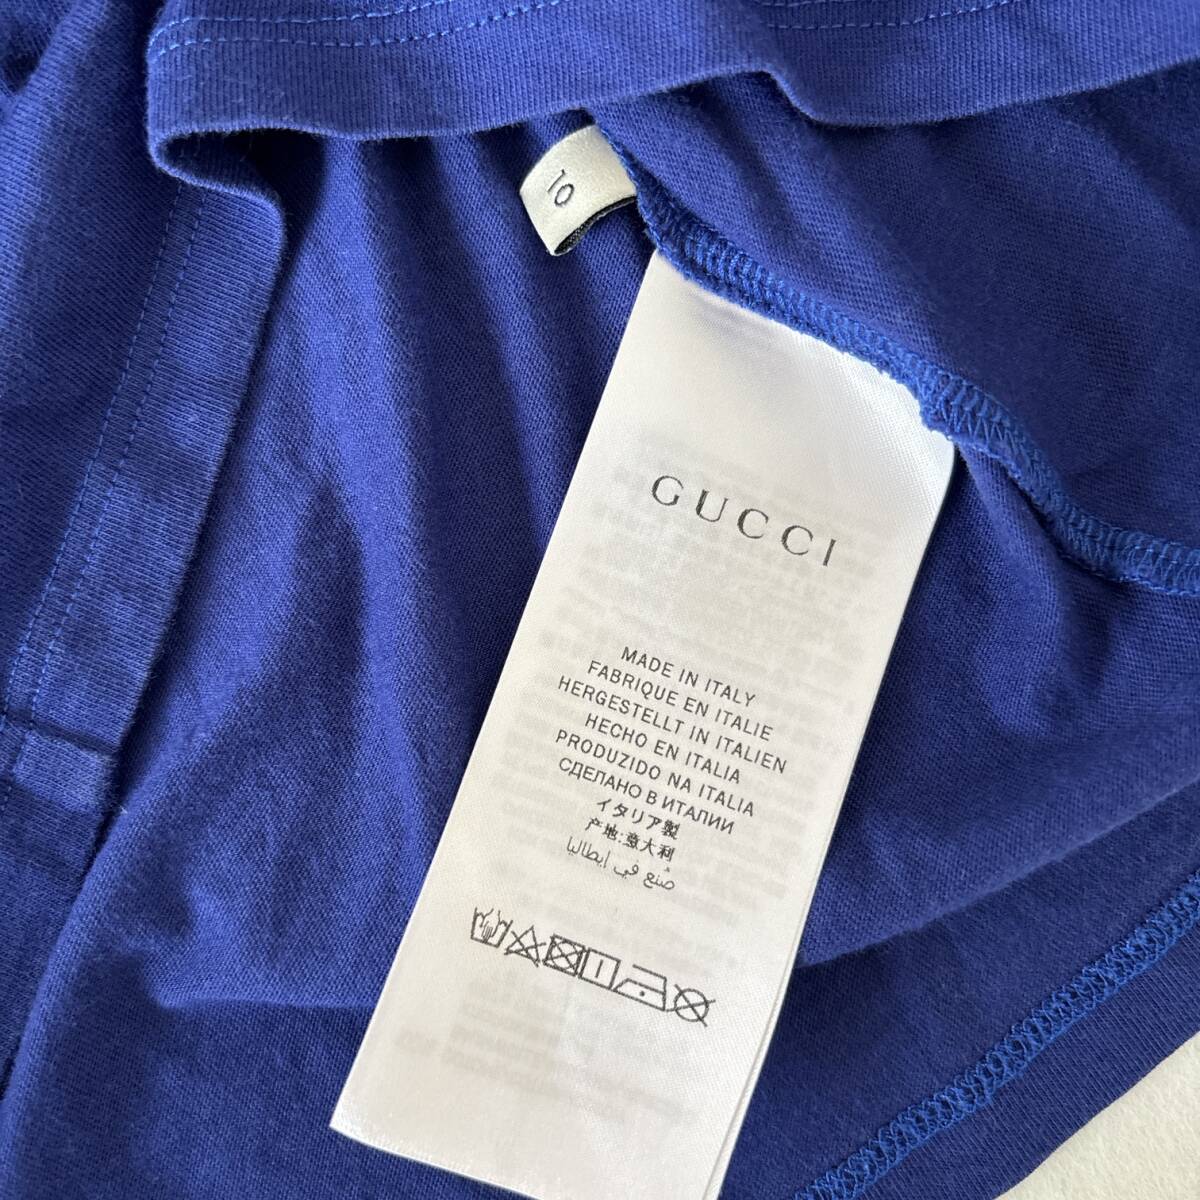 10
GUCCI
MADE IN ITALY
FABRIQUE EN ITALIE
HERGESTELLT IN ITALIEN
HECHO EN ITALIA
PRODUZIDO NA ITALIA
СДЕЛАНО В ИТАЛИИ
イタリア製
产地:意大利
صنع في ايطاليا